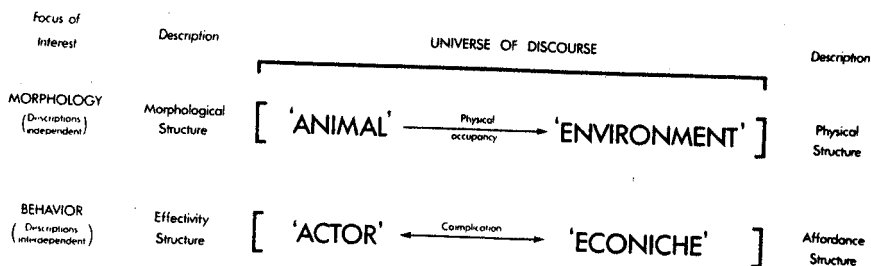 Focus of
Interest
Description
UNIVERSE OF DISCOURSE
Description
MORPHOLOGY
(Descriptions
independent)
Morphological
Structure
[ 'ANIMAL' Physical
occupancy 'ENVIRONMENT' ]
Physical
Structure
BEHAVIOR
(Descriptions
interdependent)
Effectivity
Structure
[ 'ACTOR' Complication 'ECONICHE' ]
Affordance
Structure